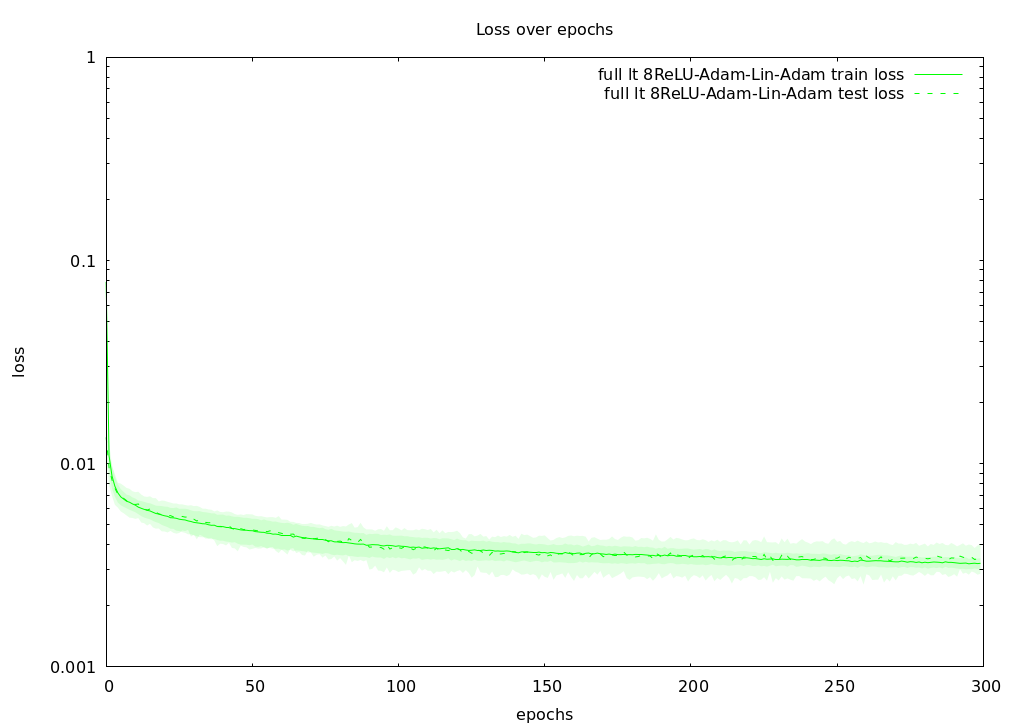 Loss over epochs
full lt 8ReLU-Adam-Lin-Adam train loss
full lt 8ReLU-Adam-Lin-Adam test loss
1
0.1
0.01
0.001
loss
0 50 100 150 200 250 300
epochs